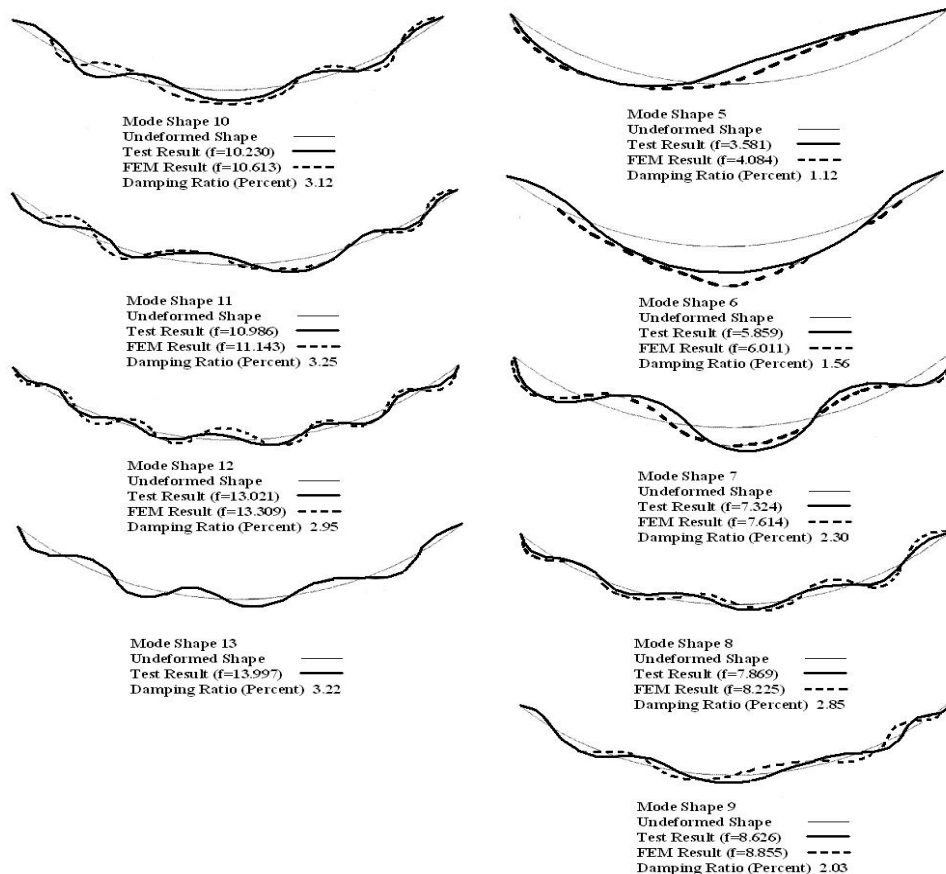 Mode Shape 10
Undeformed Shape
Test Result (f=10.230)
FEM Result (f=10.613)
Damping Ratio (Percent) 3.12
Mode Shape 11
Undeformed Shape
Test Result (f=10.986)
FEM Result (f=11.143)
Damping Ratio (Percent) 3.25
Mode Shape 12
Undeformed Shape
Test Result (f=13.021)
FEM Result (f=13.309)
Damping Ratio (Percent) 2.95
Mode Shape 13
Undeformed Shape
Test Result (f=13.997)
Damping Ratio (Percent) 3.22
Mode Shape 5
Undeformed Shape
Test Result (f=3.581)
FEM Result (f=4.084)
Damping Ratio (Percent) 1.12
Mode Shape 6
Undeformed Shape
Test Result (f=5.859)
FEM Result (f=6.011)
Damping Ratio (Percent) 1.56
Mode Shape 7
Undeformed Shape
Test Result (f=7.324)
FEM Result (f=7.614)
Damping Ratio (Percent) 2.30
Mode Shape 8
Undeformed Shape
Test Result (f=7.869)
FEM Result (f=8.225)
Damping Ratio (Percent) 2.85
Mode Shape 9
Undeformed Shape
Test Result (f=8.626)
FEM Result (f=8.855)
Damping Ratio (Percent) 2.03